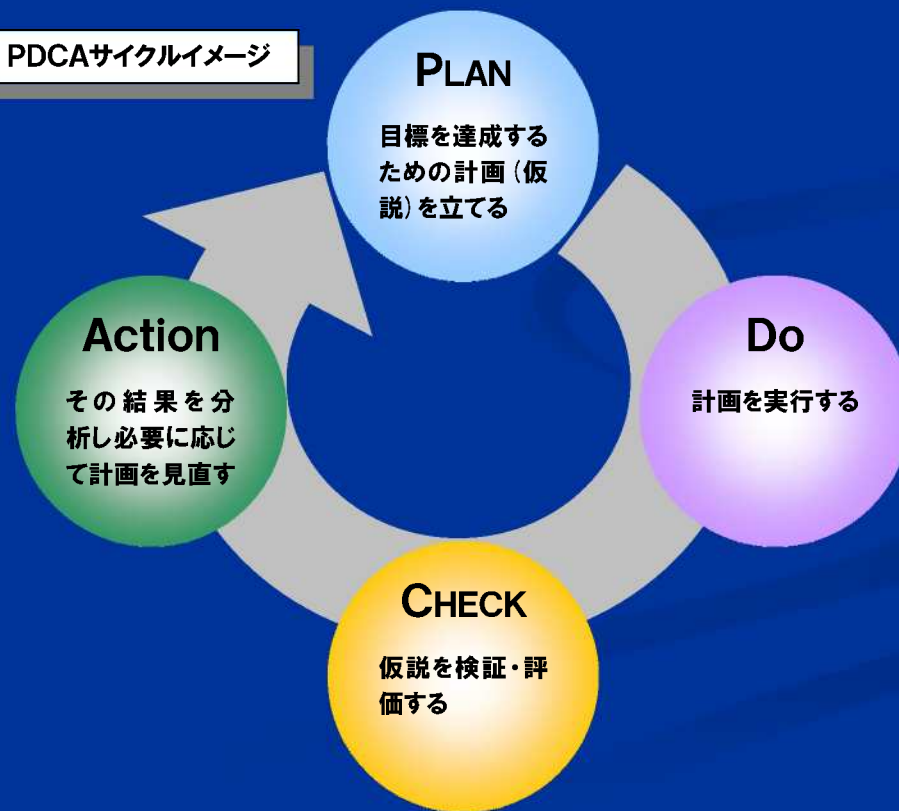 PDCAサイクルイメージ
PLAN
目標を達成する
ための計画(仮
説)を立てる
Do
計画を実行する
CHECK
仮説を検証・評
価する
Action
その結果を分
析し必要に応じ
て計画を見直す